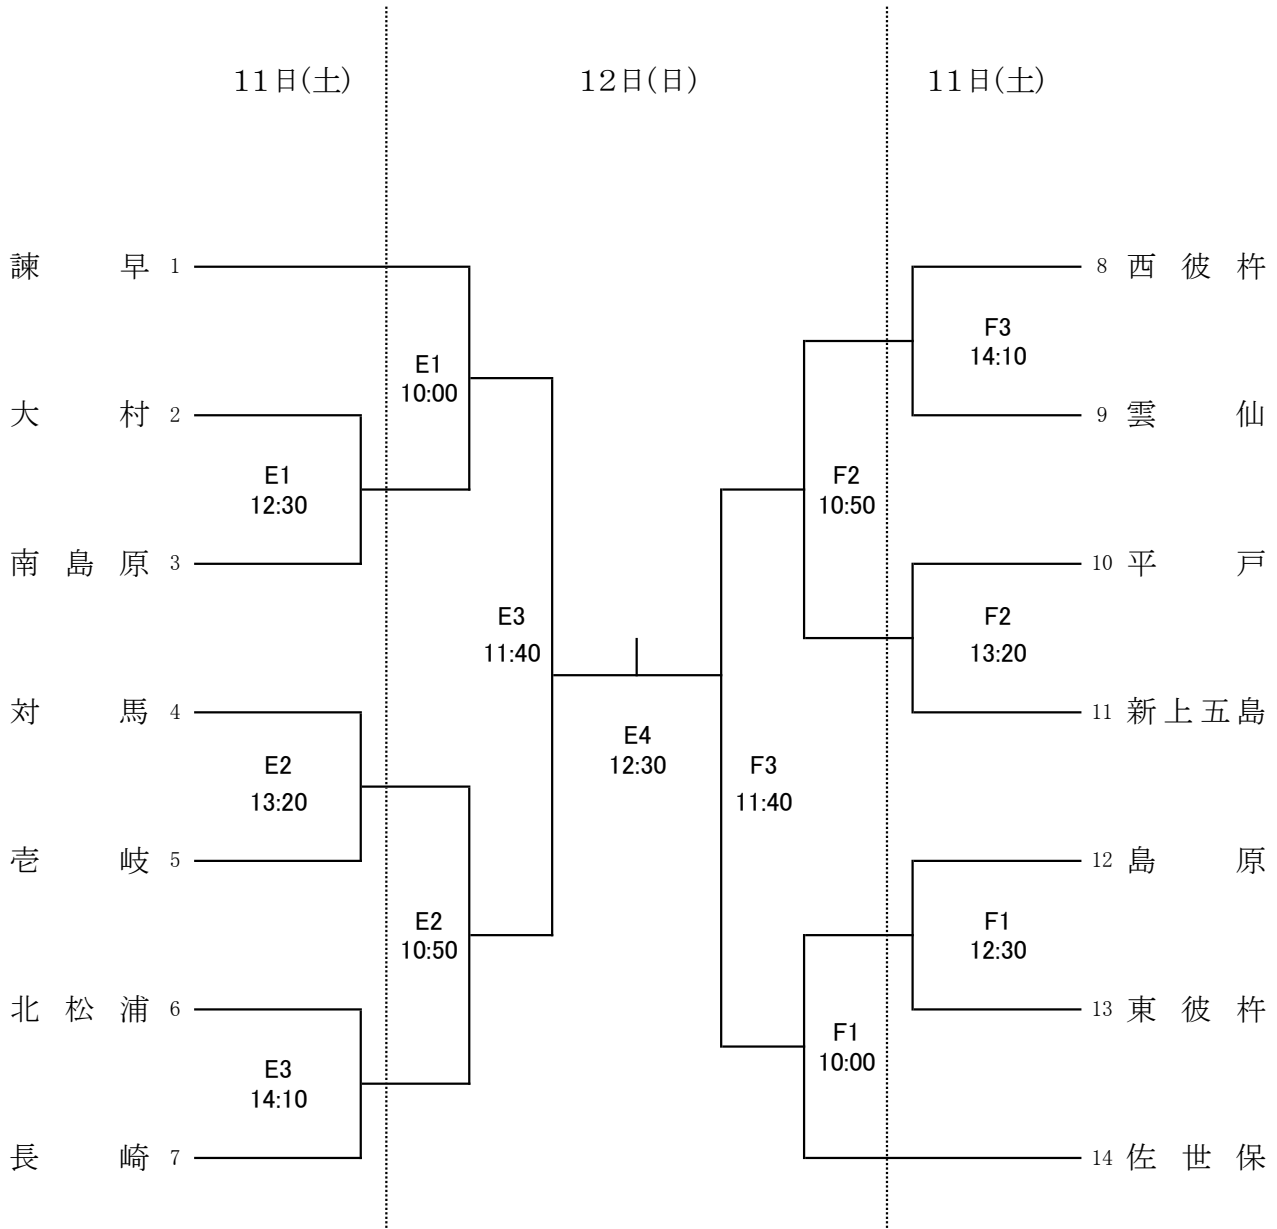 11日(土) 12日(日) 11日(土)
諫早 1
8 西彼杵
F3
14:10
E1
10:00
大村 2
9 雲仙
E1
12:30
F2
10:50
南島原 3
10 平戸
E3
11:40
F2
13:20
対馬 4
11 新上五島
E4
12:30
E2
13:20
F3
11:40
壱岐 5
12 島原
E2
10:50
F1
12:30
北松浦 6
13 東彼杵
F1
10:00
E3
14:10
長崎 7
14 佐世保